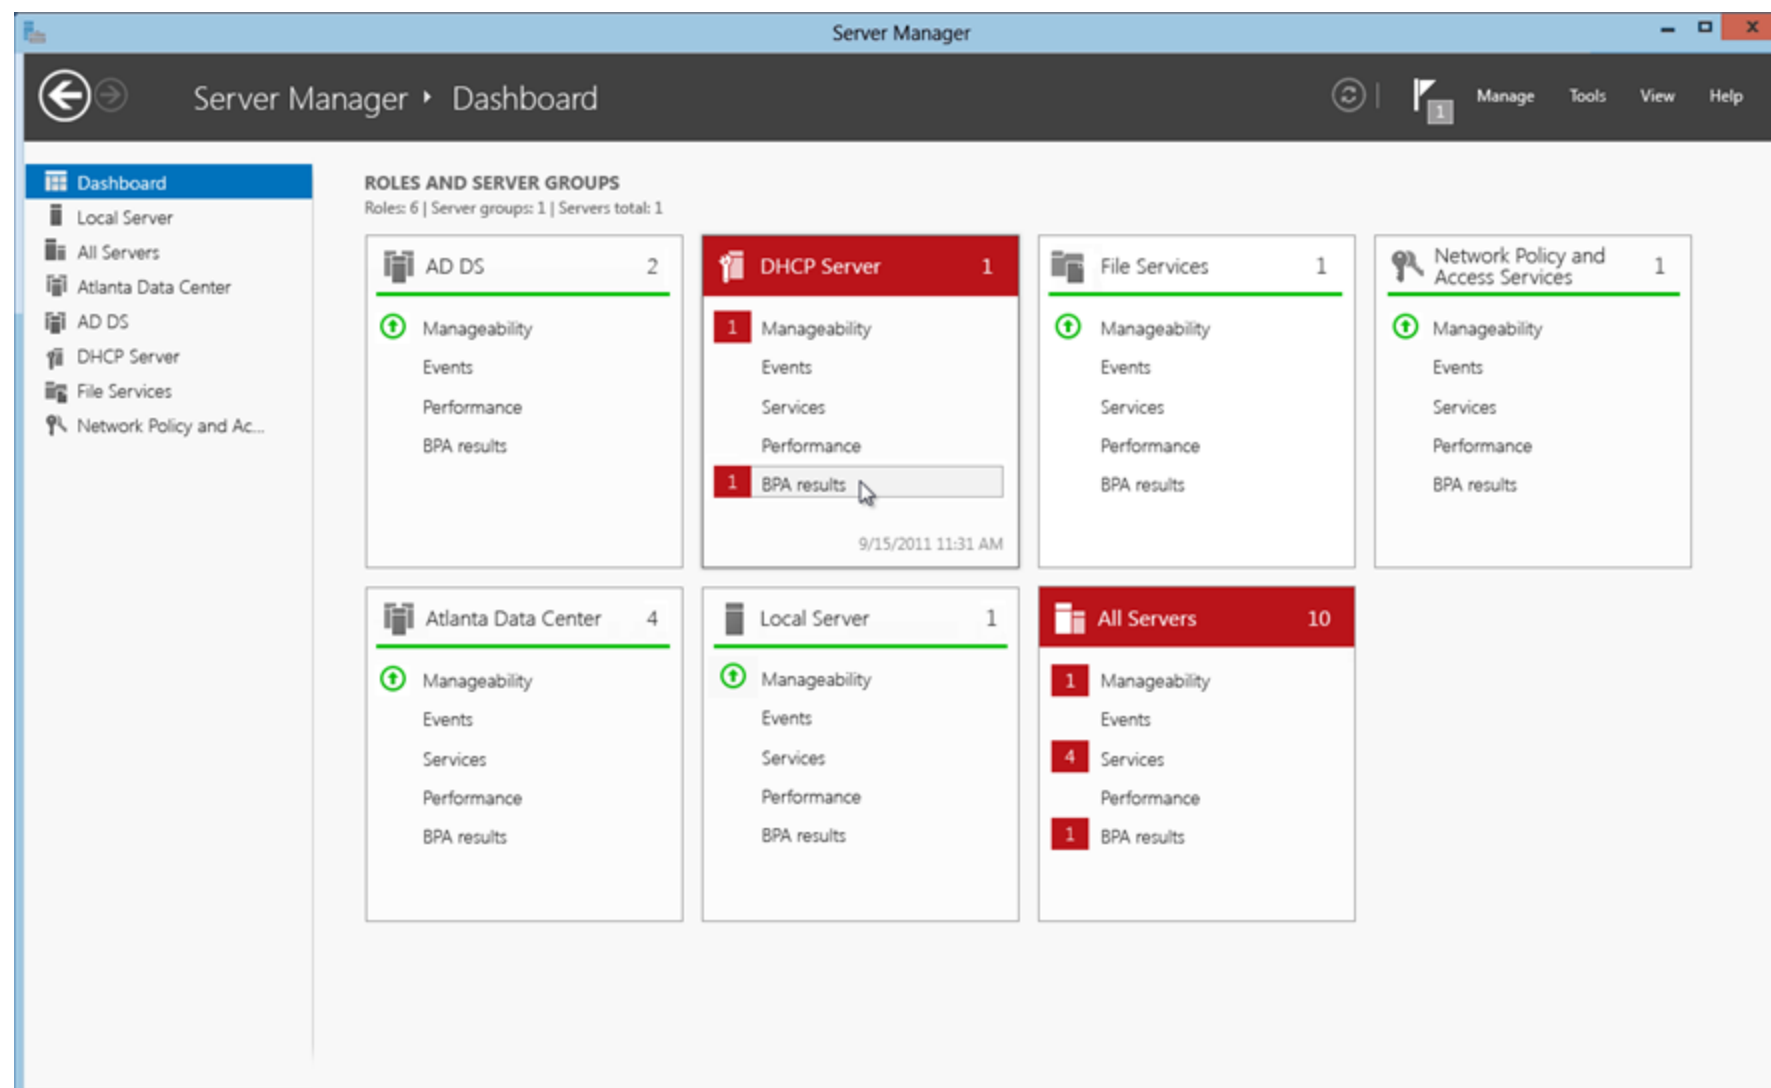 Server Manager
Server Manager ‣ Dashboard
1
Manage
Tools
View
Help
Dashboard
Local Server
All Servers
Atlanta Data Center
AD DS
DHCP Server
File Services
Network Policy and Ac...
ROLES AND SERVER GROUPS
Roles: 6 | Server groups: 1 | Servers total: 1
AD DS 2
Manageability
Events
Performance
BPA results
DHCP Server 1
1 Manageability
Events
Services
Performance
1 BPA results
9/15/2011 11:31 AM
File Services 1
Manageability
Events
Services
Performance
BPA results
Network Policy and
Access Services 1
Manageability
Events
Services
Performance
BPA results
Atlanta Data Center 4
Manageability
Events
Services
Performance
BPA results
Local Server 1
Manageability
Events
Services
Performance
BPA results
All Servers 10
1 Manageability
Events
4 Services
Performance
1 BPA results